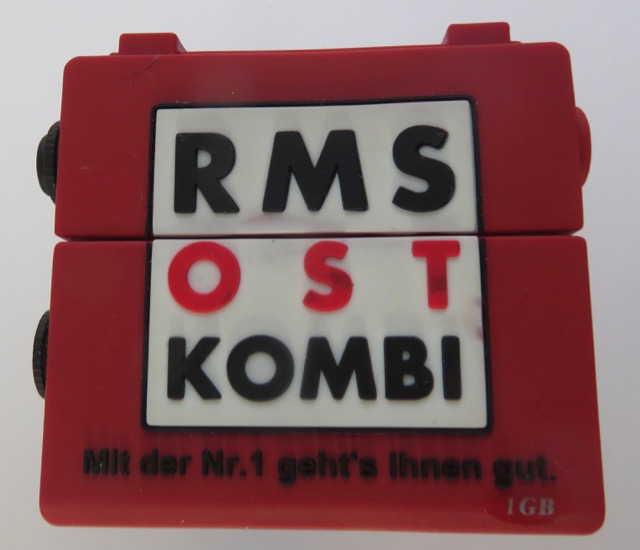 RMS
OST
KOMBI
Mit der Nr.1 geht's Ihnen gut.
1GB